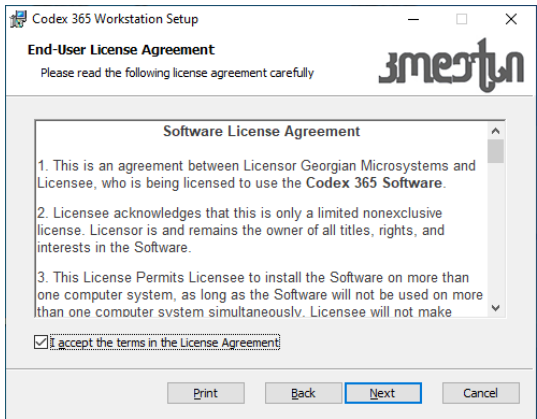 Codex 365 Workstation Setup
End-User License Agreement
Please read the following license agreement carefully
Software License Agreement
1. This is an agreement between Licensor Georgian Microsystems and
Licensee, who is being licensed to use the Codex 365 Software.
2. Licensee acknowledges that this is only a limited nonexclusive
license. Licensor is and remains the owner of all titles, rights, and
interests in the Software.
3. This License Permits Licensee to install the Software on more than
one computer system, as long as the Software will not be used on more
than one computer system simultaneously. Licensee will not make
I accept the terms in the License Agreement
Print
Back
Next
Cancel